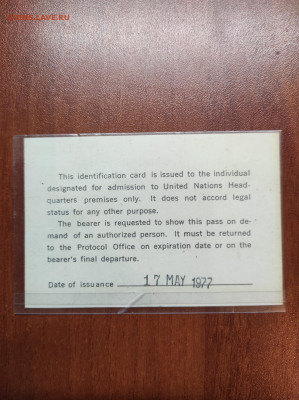 COINS.SU
This identification card is issued to the individual
designated for admission to United Nations Head-
quarters premises only. It does not accord legal
status for any other purpose.
The bearer is requested to show this pass on de-
mand of an authorized person. It must be returned
to the Protocol Office on expiration date or on the
bearer's final departure.
Date of issuance 17 MAY 1977